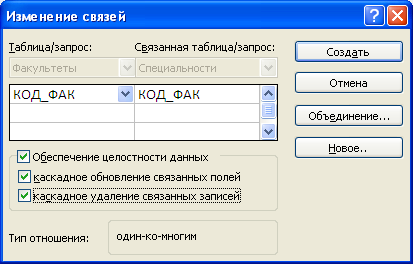 Изменение связей
Таблица/запрос: Связанная таблица/запрос:
Факультеты Специальности
КОД_ФАК КОД_ФАК
Обеспечение целостности данных
каскадное обновление связанных полей
каскадное удаление связанных записей
Тип отношения: один-ко-многим
Создать
Отмена
Объединение...
Новое..